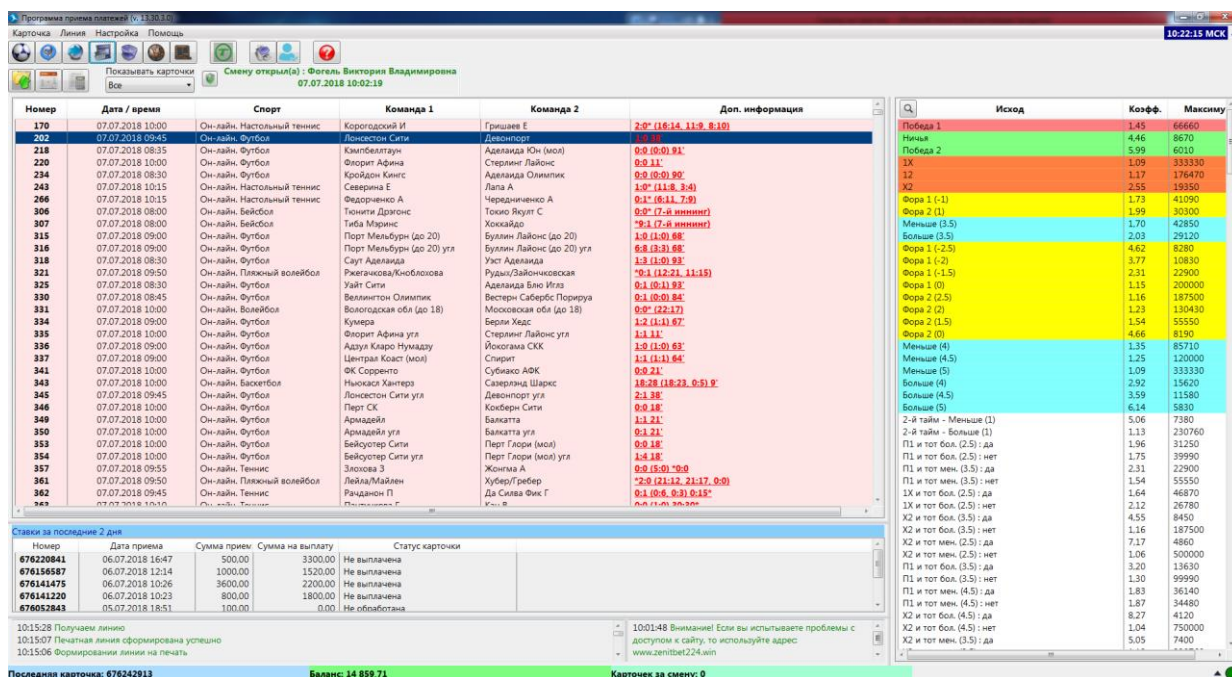 Программа приема платежей (v. 13.30.3.0)
Карточка Линия Настройка Помощь
10:22:15 МСК
Показывать карточки
Все
Смену открыл(а) : Фогель Виктория Владимировна
07.07.2018 10:02:19
Номер Дата / время Спорт Команда 1 Команда 2 Доп. информация
170 07.07.2018 10:00 Он-лайн. Настольный теннис Корогодский И Гришаев Е 2:0* (16:14, 11:9, 8:10)
202 07.07.2018 09:45 Он-лайн. Футбол Лонсестон Сити Девонпорт 1:0 38'
218 07.07.2018 08:35 Он-лайн. Футбол Кэмпбеллтаун Аделаида Юн (мол) 0:0 (0:0) 91'
220 07.07.2018 10:00 Он-лайн. Футбол Флорит Афина Стерлинг Лайонс 0:0 11'
234 07.07.2018 08:30 Он-лайн. Футбол Кройдон Кингс Аделаида Олимпик 0:0 (0:0) 90'
243 07.07.2018 10:15 Он-лайн. Настольный теннис Северина Е Лапа А 1:0* (11:8, 3:4)
266 07.07.2018 10:15 Он-лайн. Настольный теннис Федорченко А Чередниченко А 0:1* (6:11, 7:9)
306 07.07.2018 08:00 Он-лайн. Бейсбол Тюнити Дрэгонс Токио Якулт С 0:0* (7-й иннинг)
307 07.07.2018 08:00 Он-лайн. Бейсбол Тиба Мэринс Хоккайдо *9:1 (7-й иннинг)
315 07.07.2018 09:00 Он-лайн. Футбол Порт Мельбурн (до 20) Буллин Лайонс (до 20) 1:0 (1:0) 68'
316 07.07.2018 09:00 Он-лайн. Футбол Порт Мельбурн (до 20) угл Буллин Лайонс (до 20) угл 6:8 (3:3) 68'
318 07.07.2018 08:30 Он-лайн. Футбол Саут Аделаида Уэст Аделаида 1:3 (1:0) 93'
321 07.07.2018 09:50 Он-лайн. Пляжный волейбол Ржегачкова/Кноблохова Рудых/Зайончковская *0:1 (12:21, 11:15)
325 07.07.2018 08:30 Он-лайн. Футбол Уайт Сити Аделаида Блю Иглз 0:1 (0:1) 93'
330 07.07.2018 08:45 Он-лайн. Футбол Веллингтон Олимпик Вестерн Сабербс Порируа 0:1 (0:0) 84'
331 07.07.2018 10:00 Он-лайн. Волейбол Вологодская обл (до 18) Московская обл (до 18) 0:0* (22:17)
334 07.07.2018 09:00 Он-лайн. Футбол Кумера Берли Хедс 1:2 (1:1) 67'
335 07.07.2018 10:00 Он-лайн. Футбол Флорит Афина угл Стерлинг Лайонс угл 1:1 11'
336 07.07.2018 09:00 Он-лайн. Футбол Адзул Кларо Нумадзу Йокогама СКК 1:0 (1:0) 63'
337 07.07.2018 09:00 Он-лайн. Футбол Централ Коаст (мол) Спирит 1:1 (1:1) 64'
341 07.07.2018 10:00 Он-лайн. Футбол ФК Сорренто Субиако АФК 0:0 21'
343 07.07.2018 10:00 Он-лайн. Баскетбол Ньюкасл Хантерз Сазерлэнд Шаркс 18:28 (18:23, 0:5) 9'
345 07.07.2018 09:45 Он-лайн. Футбол Лонсестон Сити угл Девонпорт угл 2:1 38'
346 07.07.2018 10:00 Он-лайн. Футбол Перт СК Кокберн Сити 0:0 18'
349 07.07.2018 10:00 Он-лайн. Футбол Армадейл Балкатта 1:1 21'
350 07.07.2018 10:00 Он-лайн. Футбол Армадейл угл Балкатта угл 0:1 21'
353 07.07.2018 10:00 Он-лайн. Футбол Бейсуотер Сити Перт Глори (мол) 0:0 18'
354 07.07.2018 10:00 Он-лайн. Футбол Бейсуотер Сити угл Перт Глори (мол) угл 1:4 18'
357 07.07.2018 09:55 Он-лайн. Теннис Злохова З Жонгма А 0:0 (5:0) *0:0
361 07.07.2018 09:50 Он-лайн. Пляжный волейбол Лейла/Майлен Хубер/Гребер *2:0 (21:12, 21:17, 0:0)
362 07.07.2018 09:45 Он-лайн. Теннис Рачданон П Да Силва Фик Г 0:1 (0:6, 0:3) 0:15*
Исход Коэфф. Максиму
Победа 1 1.45 66660
Ничья 4,46 8670
Победа 2 5.99 6010
1X 1.09 333330
12 1.17 176470
X2 2.55 19350
Фора 1 (-1) 1.73 41090
Фора 2 (1) 1,99 30300
Меньше (3.5) 1.70 42850
Больше (3.5) 2,03 29120
Фора 1 (-2.5) 4.62 8280
Фора 1 (-2) 3.77 10830
Фора 1 (-1.5) 2.31 22900
Фора 1 (0) 1.15 200000
Фора 2 (2.5) 1.16 187500
Фора 2 (2) 1,23 130430
Фора 2 (1.5) 1.54 55550
Фора 2 (0) 4.66 8190
Меньше (4) 1.35 85710
Меньше (4.5) 1.25 120000
Меньше (5) 1.09 333330
Больше (4) 2.92 15620
Больше (4.5) 3.59 11580
Больше (5) 6,14 5830
2-й тайм - Меньше (1) 5,06 7380
2-й тайм - Больше (1) 1,13 230760
П1 и тот бол. (2.5) : да 1.96 31250
П1 и тот бол. (2.5) : нет 1.75 39990
П1 и тот мен. (3.5) : да 2.31 22900
П1 и тот мен. (3.5) : нет 1.54 55550
1X и тот бол. (2.5) : да 1.64 46870
1X и тот бол. (2.5) : нет 2.12 26780
X2 и тот бол. (3.5) : да 4.55 8450
X2 и тот бол. (3.5) : нет 1.16 187500
X2 и тот мен. (2.5) : да 7.17 4860
X2 и тот мен. (2.5) : нет 1.06 500000
П1 и тот бол. (3.5) : да 3.20 13630
П1 и тот бол. (3.5) : нет 1.30 99990
П1 и тот мен. (4.5) : да 1.83 36140
П1 и тот мен. (4.5) : нет 1.87 34480
X2 и тот бол. (4.5) : да 8.27 4120
X2 и тот бол. (4.5) : нет 1.04 750000
X2 и тот мен. (3.5) : да 5.05 7400
Ставки за последние 2 дня
Номер Дата приема Сумма прием Сумма на выплату Статус карточки
676220841 06.07.2018 16:47 500,00 3300,00 Не выплачена
676156587 06.07.2018 12:14 1000,00 1520,00 Не выплачена
676141475 06.07.2018 10:26 3600,00 2200,00 Не выплачена
676141220 06.07.2018 10:23 800,00 1800,00 Не выплачена
676052843 05.07.2018 18:51 100.00 0.00 Не обработана
10:15:28 Получаем линию
10:15:07 Печатная линия сформирована успешно
10:15:06 Формировании линии на печать
10:01:48 Внимание! Если вы испытываете проблемы с
доступом к сайту, то используйте адрес:
www.zenitbet224.win
Последняя карточка: 676242913 Баланс: 14 859,71 Карточек за смену: 0